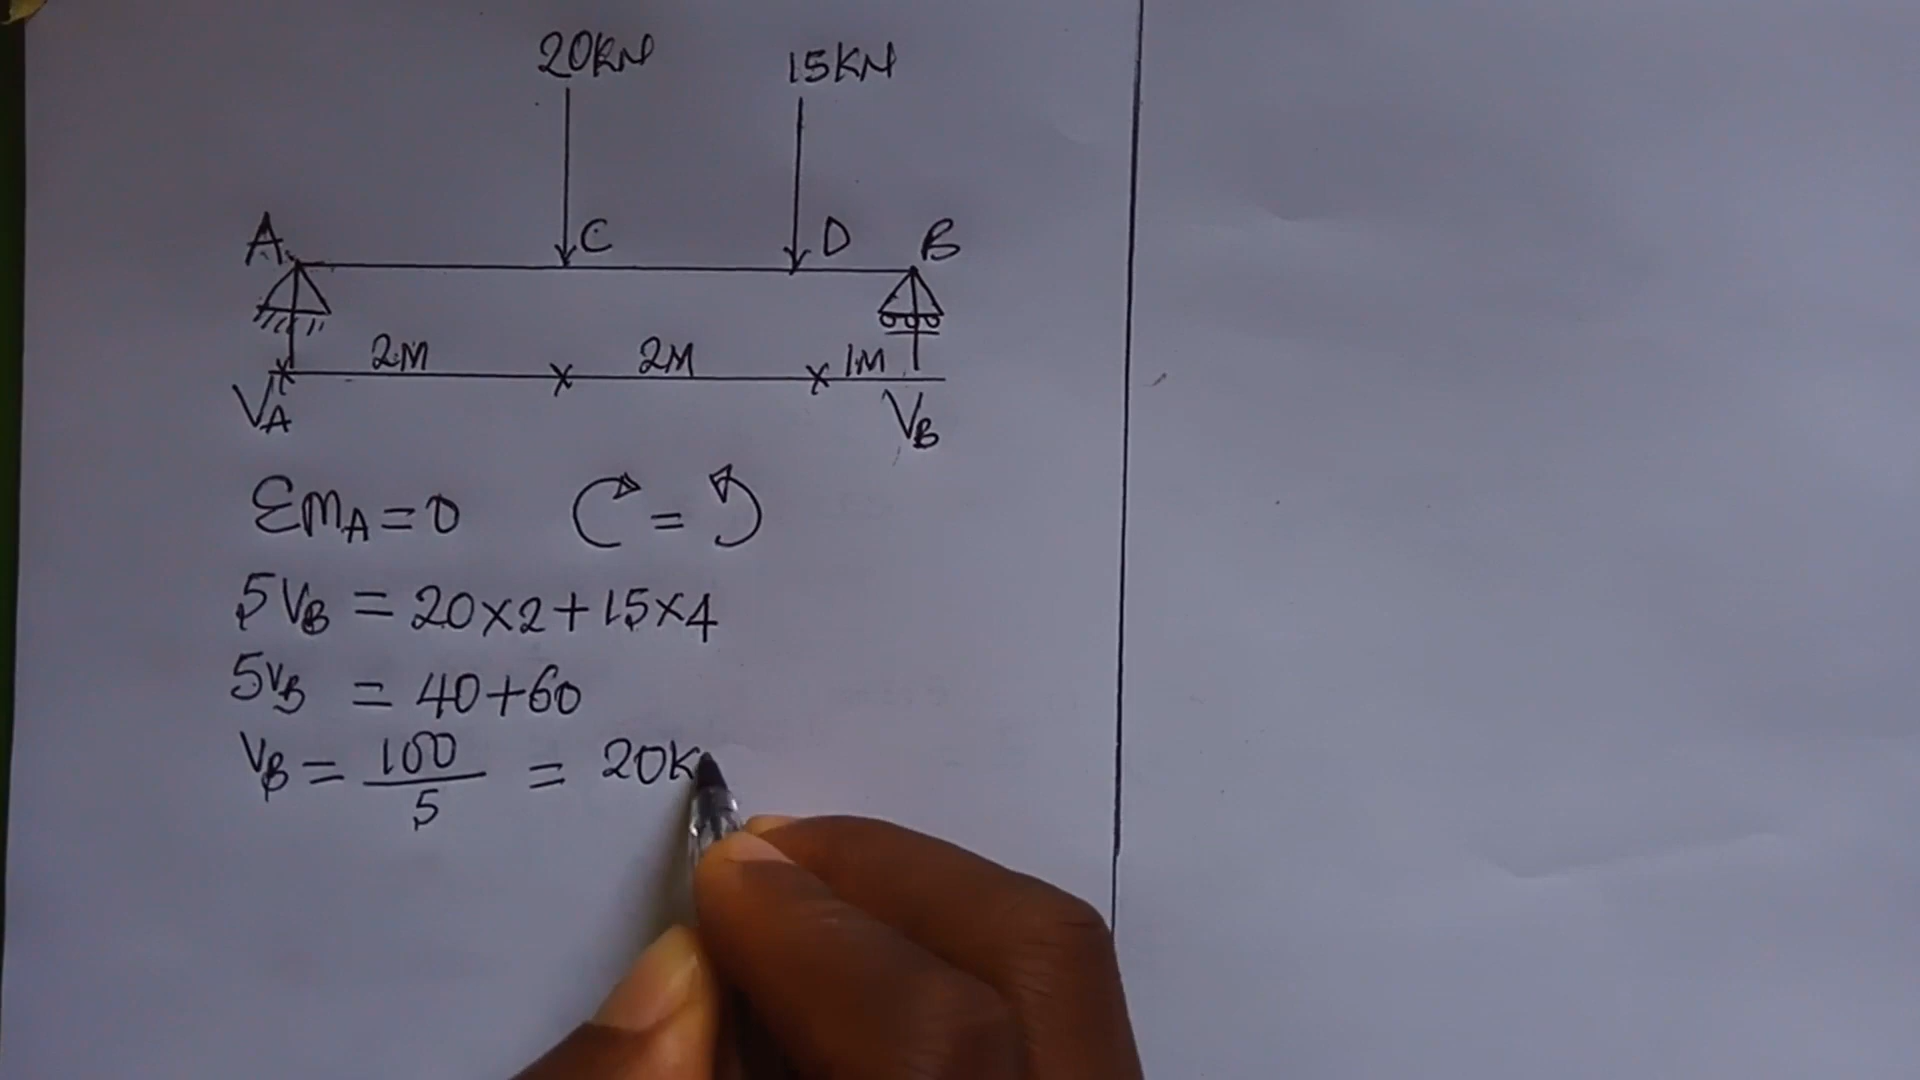 20KN 15KN
A C D B
2M 2M 1M
VA VB
ΣMA = 0 =
5VB = 20×2+15×4
5VB = 40+60
VB = 100/5 = 20K